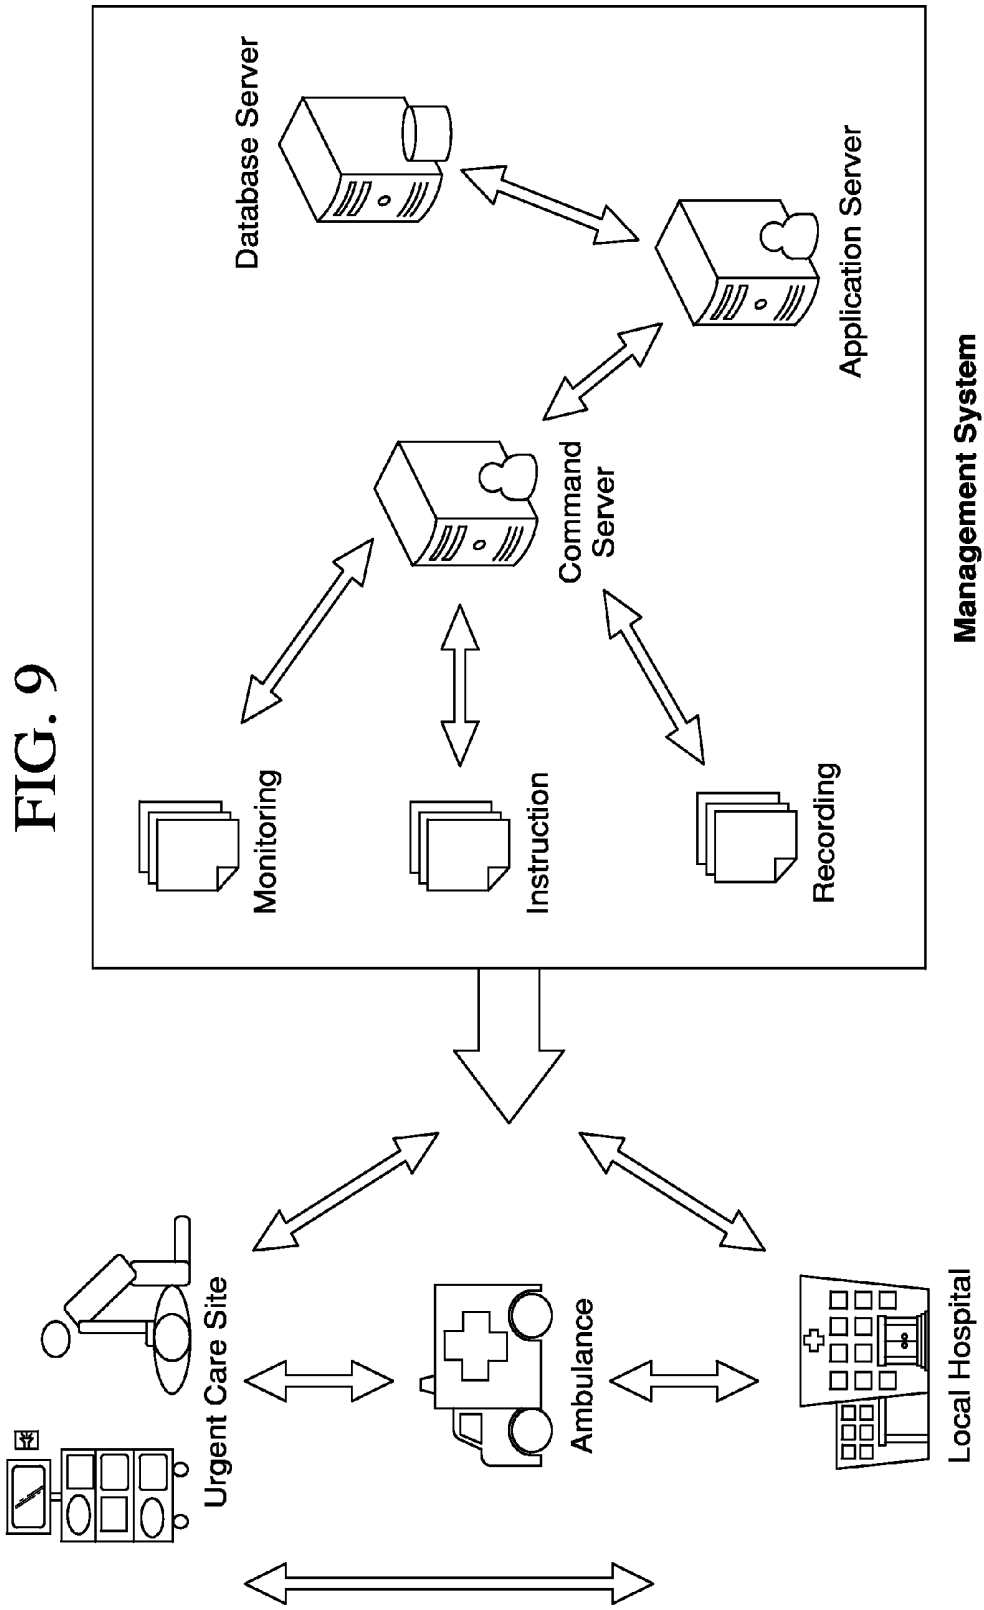 FIG. 9
Urgent Care Site
Ambulance
Local Hospital
Monitoring
Instruction
Recording
Command
Server
Database Server
Application Server
Management System